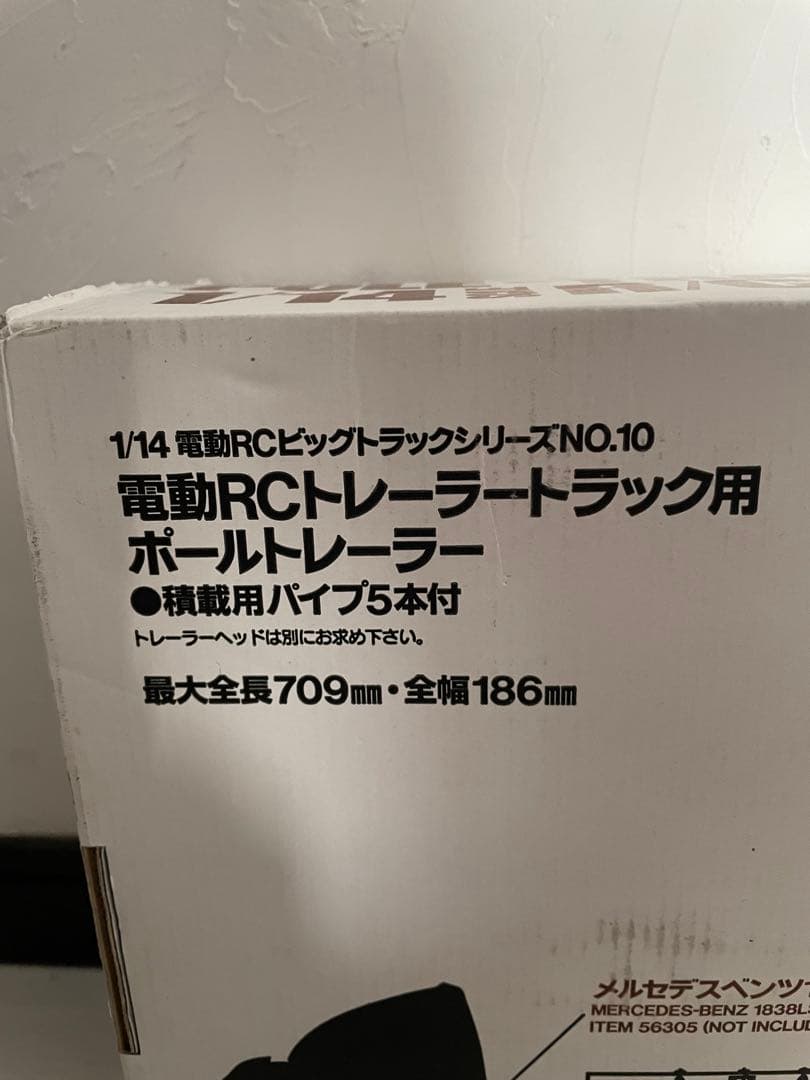 1/14 電動RCビッグトラックシリーズNO.10
電動RCトレーラートラック用
ポールトレーラー
●積載用パイプ5本付
トレーラーヘッドは別にお求め下さい。
最大全長709㎜・全幅186㎜
メルセデスベンツ
MERCEDES-BENZ 1838LS
ITEM 56305 (NOT INCLUD